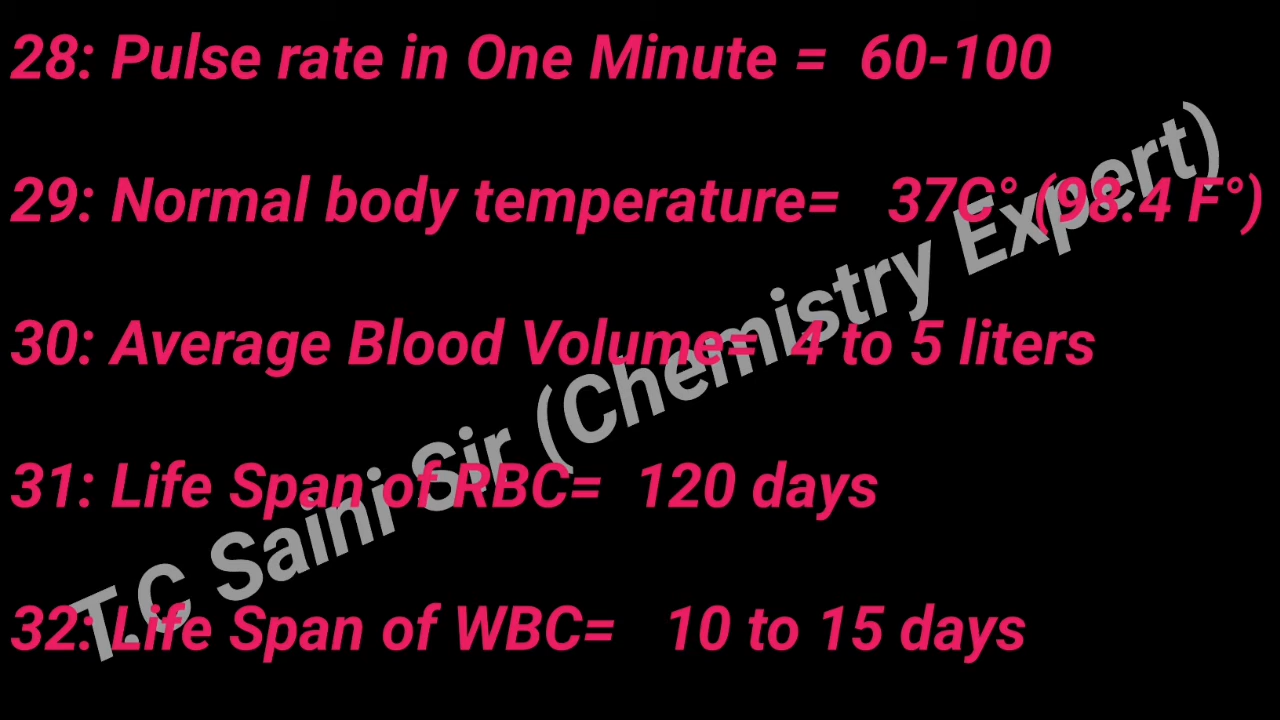 28: Pulse rate in One Minute =  60-100
29: Normal body temperature=   37C° (98.4 F°)
30: Average Blood Volume=  4 to 5 liters
31: Life Span of RBC=  120 days
32: Life Span of WBC=   10 to 15 days
T.C Saini Sir (Chemistry Expert)